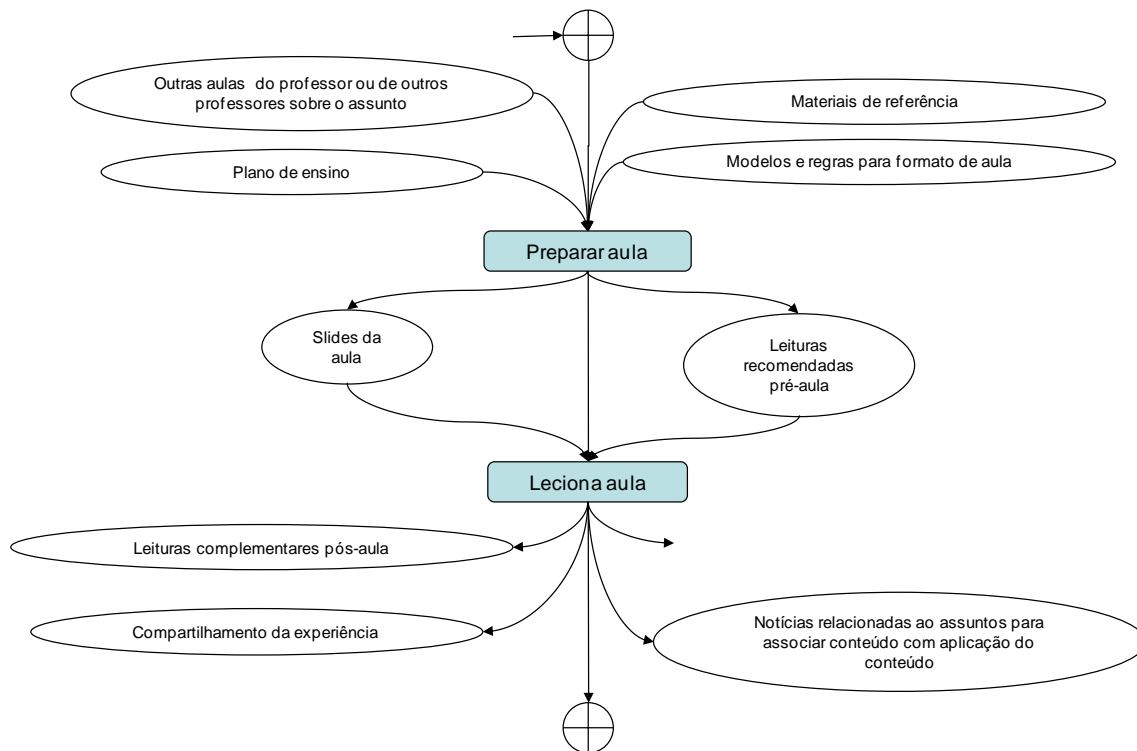 Outras aulas do professor ou de outros
professores sobre o assunto
Materiais de referência
Plano de ensino
Modelos e regras para formato de aula
Preparar aula
Slides da
aula
Leituras
recomendadas
pré-aula
Leciona aula
Leituras complementares pós-aula
Compartilhamento da experiência
Notícias relacionadas ao assuntos para
associar conteúdo com aplicação do
conteúdo